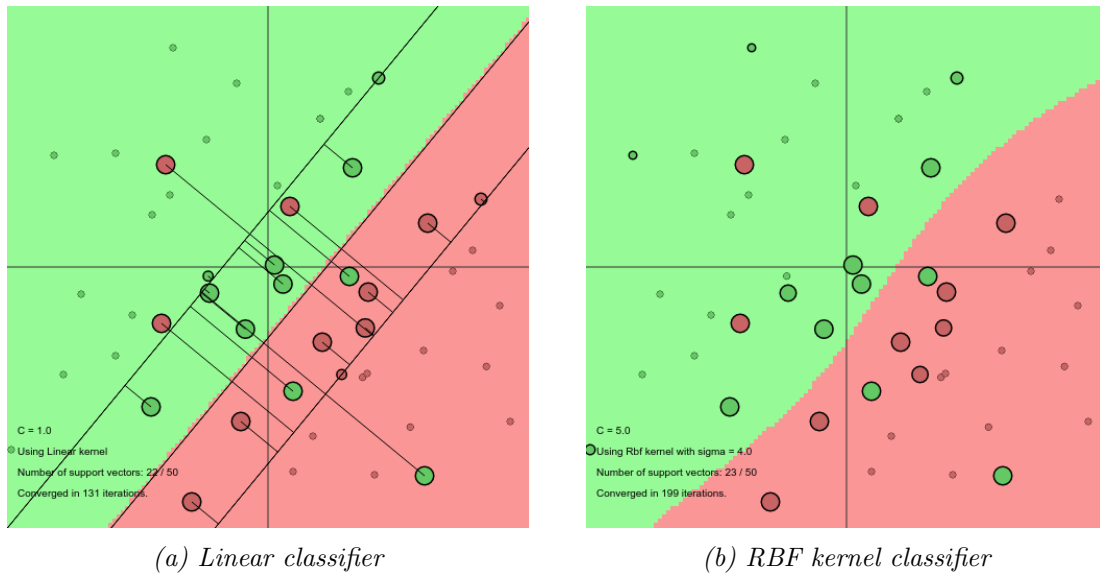 C = 1.0
Using Linear kernel
Number of support vectors: 22 / 50
Converged in 131 iterations.
C = 5.0
Using Rbf kernel with sigma = 4.0
Number of support vectors: 23 / 50
Converged in 199 iterations.
(a) Linear classifier
(b) RBF kernel classifier